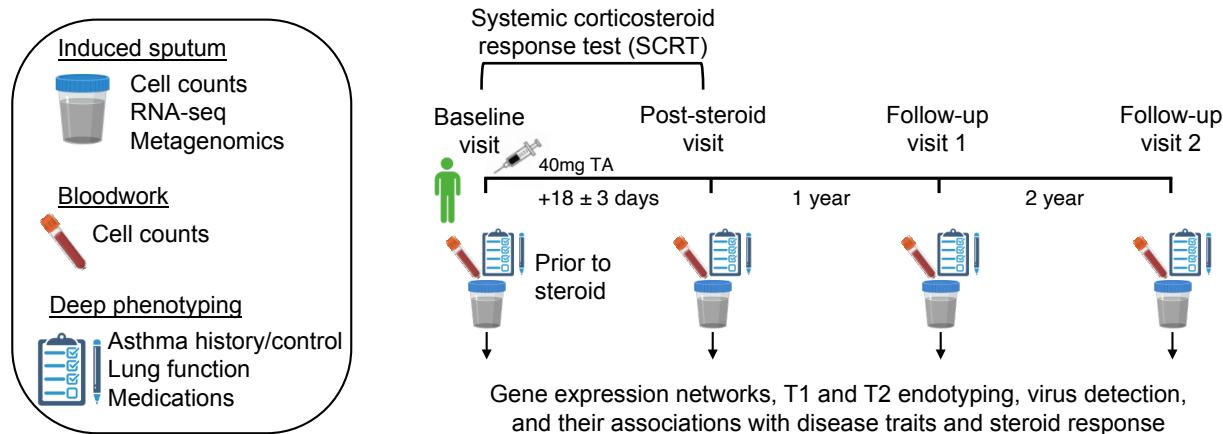 Induced sputum
Cell counts
RNA-seq
Metagenomics
Bloodwork
Cell counts
Deep phenotyping
Asthma history/control
Lung function
Medications
Systemic corticosteroid
response test (SCRT)
Baseline
visit
Post-steroid
visit
Follow-up
visit 1
Follow-up
visit 2
40mg TA
+18 ± 3 days
1 year
2 year
Prior to
steroid
Gene expression networks, T1 and T2 endotyping, virus detection,
and their associations with disease traits and steroid response